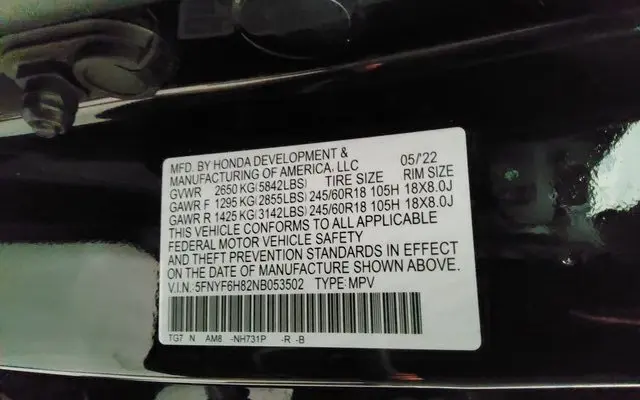 MFD. BY HONDA DEVELOPMENT &
MANUFACTURING OF AMERICA, LLC 05/'22
GVWR 2650 KG (5842LBS) TIRE SIZE RIM SIZE
GAWR F 1295 KG (2855LBS) 245/60R18 105H 18X8.0J
GAWR R 1425 KG (3142LBS) 245/60R18 105H 18X8.0J
THIS VEHICLE CONFORMS TO ALL APPLICABLE
FEDERAL MOTOR VEHICLE SAFETY
AND THEFT PREVENTION STANDARDS IN EFFECT
ON THE DATE OF MANUFACTURE SHOWN ABOVE.
V.I.N.: 5FNYF6H82NB053502 TYPE: MPV
TG7 N AM8 -NH731P -R -B